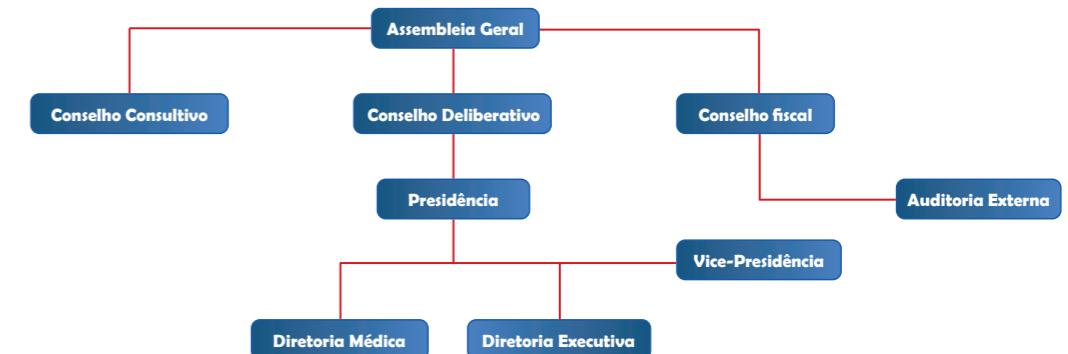 Assembleia Geral
Conselho Consultivo
Conselho Deliberativo
Conselho fiscal
Presidência
Auditoria Externa
Vice-Presidência
Diretoria Médica
Diretoria Executiva